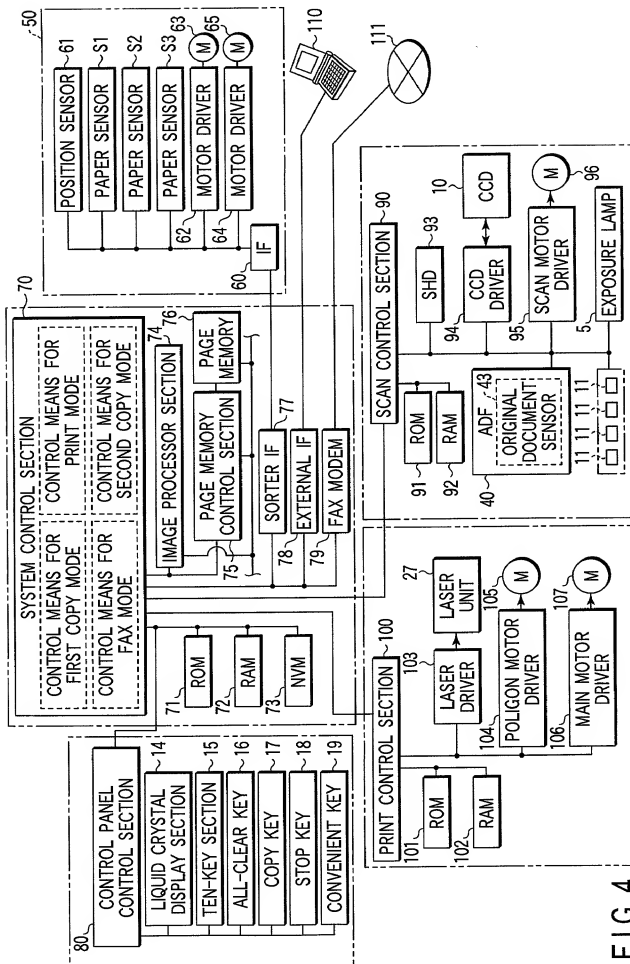 80
CONTROL PANEL
CONTROL SECTION
LIQUID CRYSTAL
DISPLAY SECTION
14
TEN-KEY SECTION
15
ALL-CLEAR KEY
16
COPY KEY
17
STOP KEY
18
CONVENIENT KEY
19
70
SYSTEM CONTROL SECTION
CONTROL MEANS FOR
FIRST COPY MODE
CONTROL MEANS FOR
PRINT MODE
CONTROL MEANS FOR
FAX MODE
CONTROL MEANS FOR
SECOND COPY MODE
71
ROM
72
RAM
73
NVM
IMAGE PROCESSOR SECTION
74
PAGE MEMORY
CONTROL SECTION
75
PAGE
MEMORY
76
SORTER IF
77
78
EXTERNAL IF
79
FAX MODEM
50
POSITION SENSOR
61
PAPER SENSOR
S1
PAPER SENSOR
S2
PAPER SENSOR
S3
62
MOTOR DRIVER
M
63
64
MOTOR DRIVER
M
65
60
IF
110
111
PRINT CONTROL SECTION
100
101
ROM
102
RAM
103
LASER
DRIVER
LASER
UNIT
27
104
POLIGON MOTOR
DRIVER
105
M
106
MAIN MOTOR
DRIVER
107
M
SCAN CONTROL SECTION
90
91
ROM
92
RAM
SHD
93
94
CCD
DRIVER
CCD
10
95
SCAN MOTOR
DRIVER
M
96
5
EXPOSURE LAMP
40
ADF
43
ORIGINAL
DOCUMENT
SENSOR
11
11
11
11
FIG. 4